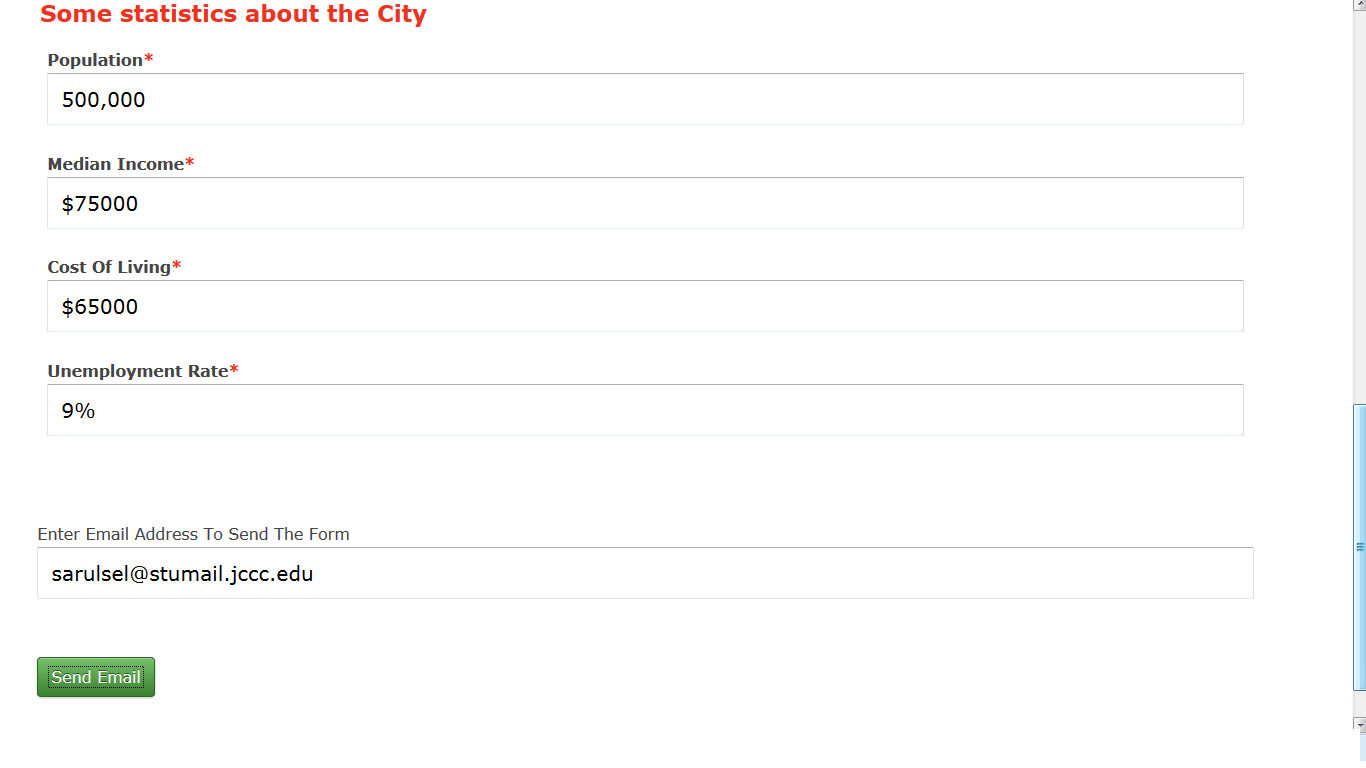 Some statistics about the City
Population*
500,000
Median Income*
$75000
Cost Of Living*
$65000
Unemployment Rate*
9%
Enter Email Address To Send The Form
sarulsel@stumail.jccc.edu
Send Email